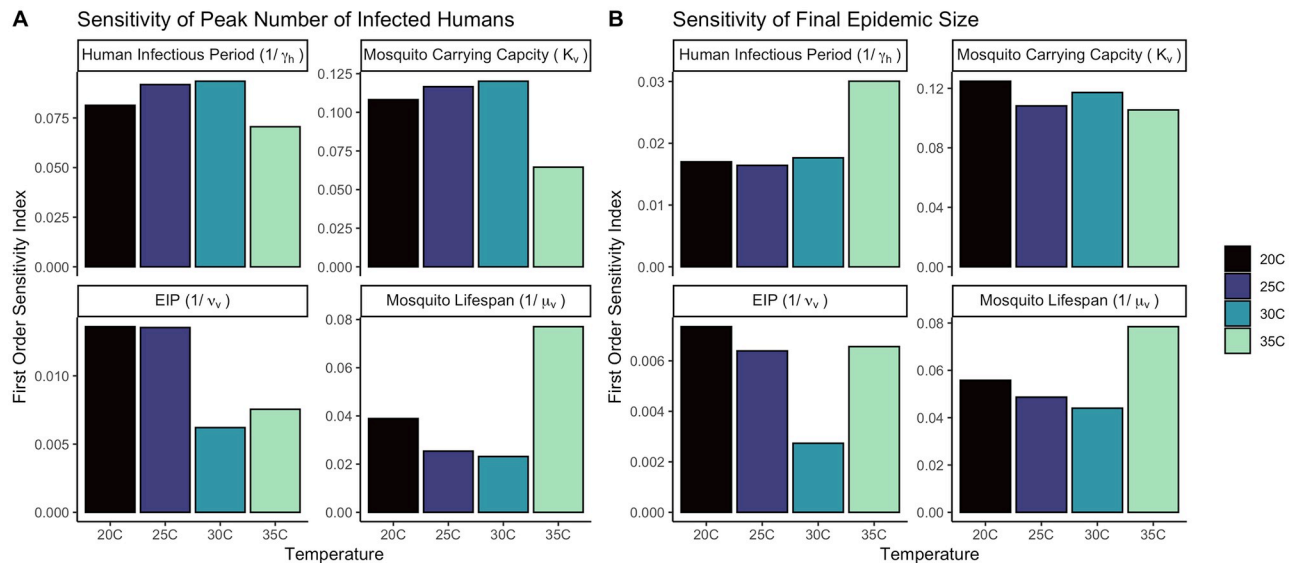 A
Sensitivity of Peak Number of Infected Humans
Human Infectious Period (1/ γh )
Mosquito Carrying Capcity ( Kv )
0.075
0.050
0.025
0.000
0.125
0.100
0.075
0.050
0.025
0.000
EIP (1/ νv )
Mosquito Lifespan (1/ μv )
0.010
0.005
0.000
0.08
0.06
0.04
0.02
0.00
20C 25C 30C 35C
20C 25C 30C 35C
First Order Sensitivity Index
Temperature
B
Sensitivity of Final Epidemic Size
Human Infectious Period (1/ γh )
Mosquito Carrying Capcity ( Kv )
0.03
0.02
0.01
0.00
0.12
0.08
0.04
0.00
EIP (1/ νv )
Mosquito Lifespan (1/ μv )
0.006
0.004
0.002
0.000
0.08
0.06
0.04
0.02
0.00
20C 25C 30C 35C
20C 25C 30C 35C
First Order Sensitivity Index
Temperature
20C
25C
30C
35C